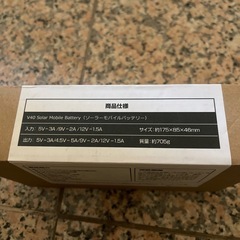 商品仕様
V40 Solar Mobile Battery（ソーラーモバイルバッテリー）
入力：5V-3A /9V-2A /12V-1.5A
サイズ：約175×85×46mm
出力：5V-3A/4.5V-5A/9V-2A/12V-1.5A
質量：約705g